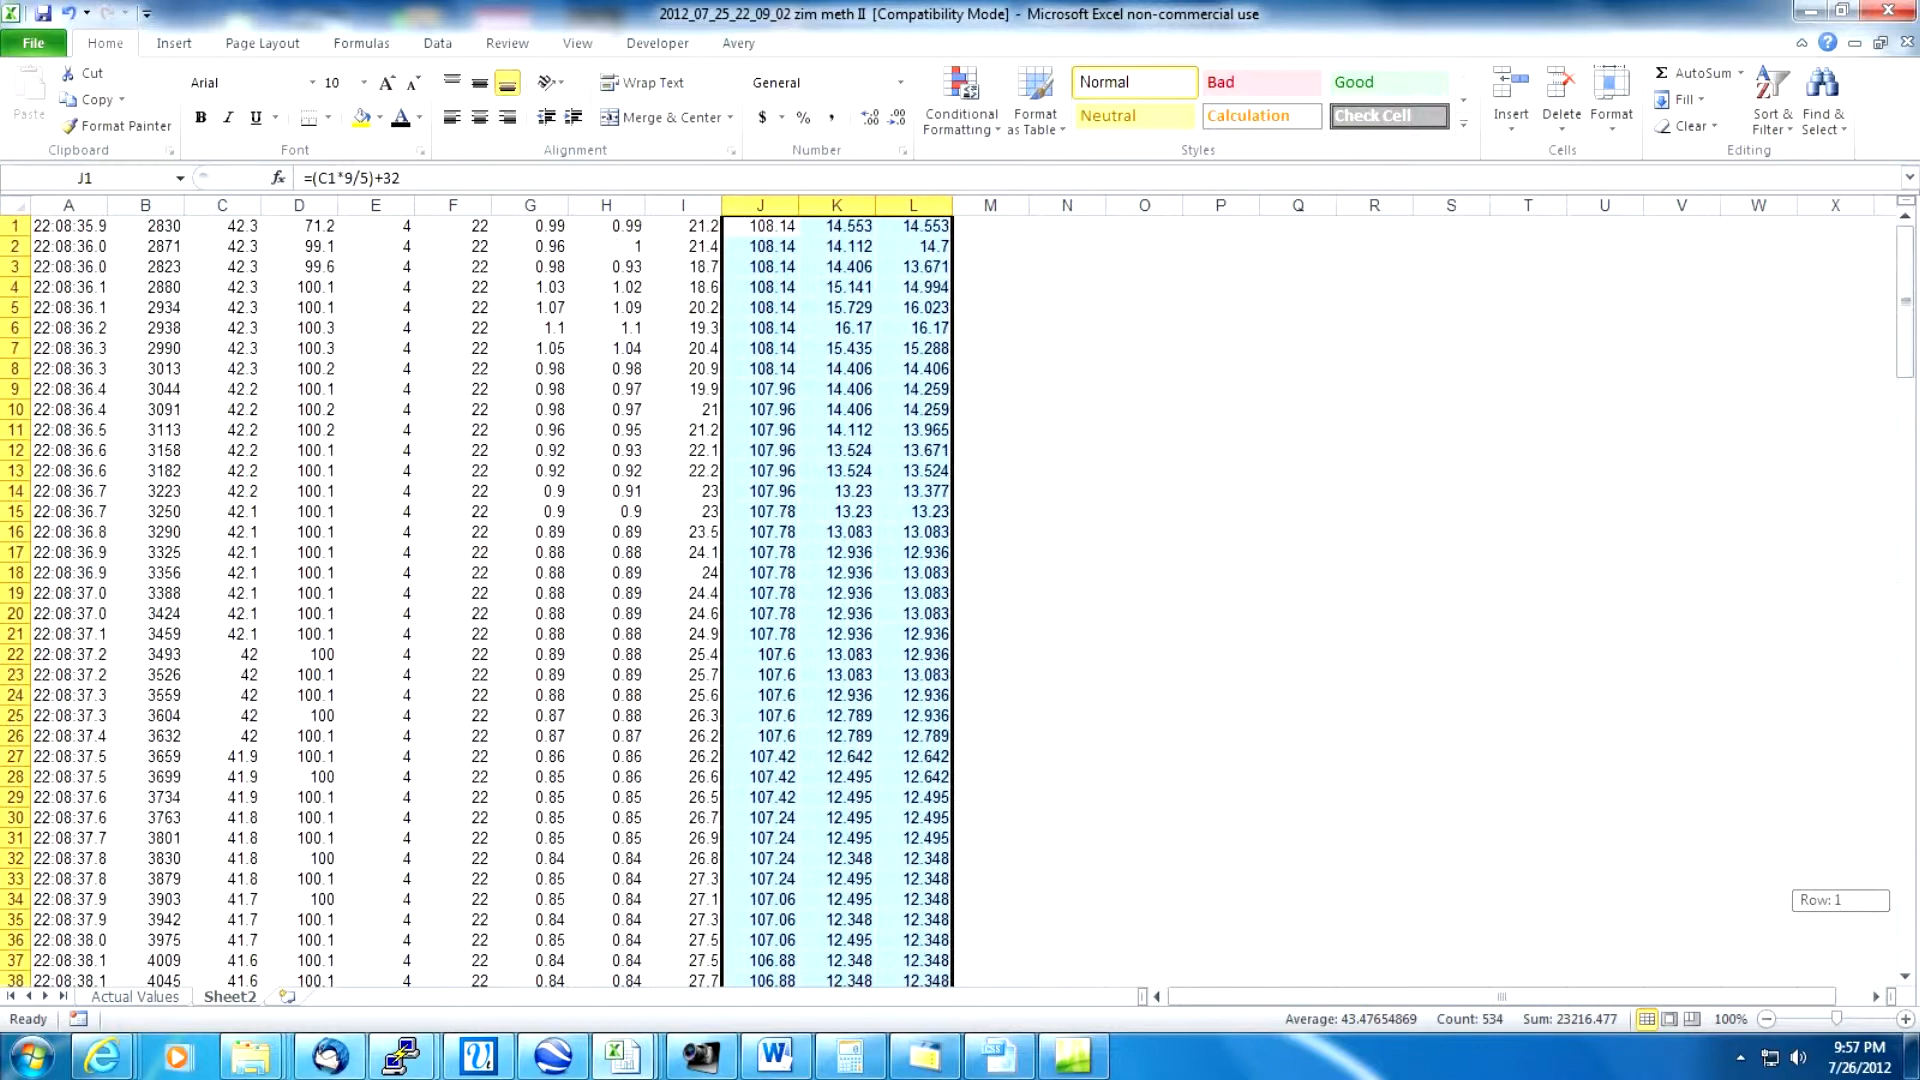 2012_07_25_22_09_02 zim meth II [Compatibility Mode] - Microsoft Excel non-commercial use
File Home Insert Page Layout Formulas Data Review View Developer Avery
Paste
Cut
Copy
Format Painter
Clipboard
Arial 10
B I U
Font
Wrap Text
Merge & Center
Alignment
General
$ % ,
Number
Conditional Formatting
Format as Table
Normal Bad Good
Neutral Calculation Check Cell
Styles
Insert Delete Format
Cells
Σ AutoSum
Fill
Clear
Sort & Filter
Find & Select
Editing
J1 fx =(C1*9/5)+32
A B C D E F G H I J K L M N O P Q R S T U V W X
1 22:08:35.9 2830 42.3 71.2 4 22 0.99 0.99 21.2 108.14 14.553 14.553
2 22:08:36.0 2871 42.3 99.1 4 22 0.96 1 21.4 108.14 14.112 14.7
3 22:08:36.0 2823 42.3 99.6 4 22 0.98 0.93 18.7 108.14 14.406 13.671
4 22:08:36.1 2880 42.3 100.1 4 22 1.03 1.02 18.6 108.14 15.141 14.994
5 22:08:36.1 2934 42.3 100.1 4 22 1.07 1.09 20.2 108.14 15.729 16.023
6 22:08:36.2 2938 42.3 100.3 4 22 1.1 1.1 19.3 108.14 16.17 16.17
7 22:08:36.3 2990 42.3 100.3 4 22 1.05 1.04 20.4 108.14 15.435 15.288
8 22:08:36.3 3013 42.3 100.2 4 22 0.98 0.98 20.9 108.14 14.406 14.406
9 22:08:36.4 3044 42.2 100.1 4 22 0.98 0.97 19.9 107.96 14.406 14.259
10 22:08:36.4 3091 42.2 100.2 4 22 0.98 0.97 21 107.96 14.406 14.259
11 22:08:36.5 3113 42.2 100.2 4 22 0.96 0.95 21.2 107.96 14.112 13.965
12 22:08:36.6 3158 42.2 100.1 4 22 0.92 0.93 22.1 107.96 13.524 13.671
13 22:08:36.6 3182 42.2 100.1 4 22 0.92 0.92 22.2 107.96 13.524 13.524
14 22:08:36.7 3223 42.2 100.1 4 22 0.9 0.91 23 107.96 13.23 13.377
15 22:08:36.7 3250 42.1 100.1 4 22 0.9 0.9 23 107.78 13.23 13.23
16 22:08:36.8 3290 42.1 100.1 4 22 0.89 0.89 23.5 107.78 13.083 13.083
17 22:08:36.9 3325 42.1 100.1 4 22 0.88 0.88 24.1 107.78 12.936 12.936
18 22:08:36.9 3356 42.1 100.1 4 22 0.88 0.89 24 107.78 12.936 13.083
19 22:08:37.0 3388 42.1 100.1 4 22 0.88 0.89 24.4 107.78 12.936 13.083
20 22:08:37.0 3424 42.1 100.1 4 22 0.88 0.89 24.6 107.78 12.936 13.083
21 22:08:37.1 3459 42.1 100.1 4 22 0.88 0.88 24.9 107.78 12.936 12.936
22 22:08:37.2 3493 42 100 4 22 0.89 0.88 25.4 107.6 13.083 12.936
23 22:08:37.2 3526 42 100.1 4 22 0.89 0.89 25.7 107.6 13.083 13.083
24 22:08:37.3 3559 42 100.1 4 22 0.88 0.88 25.6 107.6 12.936 12.936
25 22:08:37.3 3604 42 100 4 22 0.87 0.88 26.3 107.6 12.789 12.936
26 22:08:37.4 3632 42 100.1 4 22 0.87 0.87 26.2 107.6 12.789 12.789
27 22:08:37.5 3659 41.9 100.1 4 22 0.86 0.86 26.2 107.42 12.642 12.642
28 22:08:37.5 3699 41.9 100 4 22 0.85 0.86 26.6 107.42 12.495 12.642
29 22:08:37.6 3734 41.9 100.1 4 22 0.85 0.85 26.5 107.42 12.495 12.495
30 22:08:37.6 3763 41.8 100.1 4 22 0.85 0.85 26.7 107.24 12.495 12.495
31 22:08:37.7 3801 41.8 100.1 4 22 0.85 0.85 26.9 107.24 12.495 12.495
32 22:08:37.8 3830 41.8 100 4 22 0.84 0.84 26.8 107.24 12.348 12.348
33 22:08:37.8 3879 41.8 100.1 4 22 0.85 0.84 27.3 107.24 12.495 12.348
34 22:08:37.9 3903 41.7 100 4 22 0.85 0.84 27.1 107.06 12.495 12.348
35 22:08:37.9 3942 41.7 100.1 4 22 0.84 0.84 27.3 107.06 12.348 12.348
36 22:08:38.0 3975 41.7 100.1 4 22 0.85 0.84 27.5 107.06 12.495 12.348
37 22:08:38.1 4009 41.6 100.1 4 22 0.84 0.84 27.5 106.88 12.348 12.348
38 22:08:38.1 4045 41.6 100.1 4 22 0.84 0.84 27.7 106.88 12.348 12.348
Row: 1
Actual Values Sheet2
Ready Average: 43.47654869 Count: 534 Sum: 23216.477 100%
9:57 PM
7/26/2012